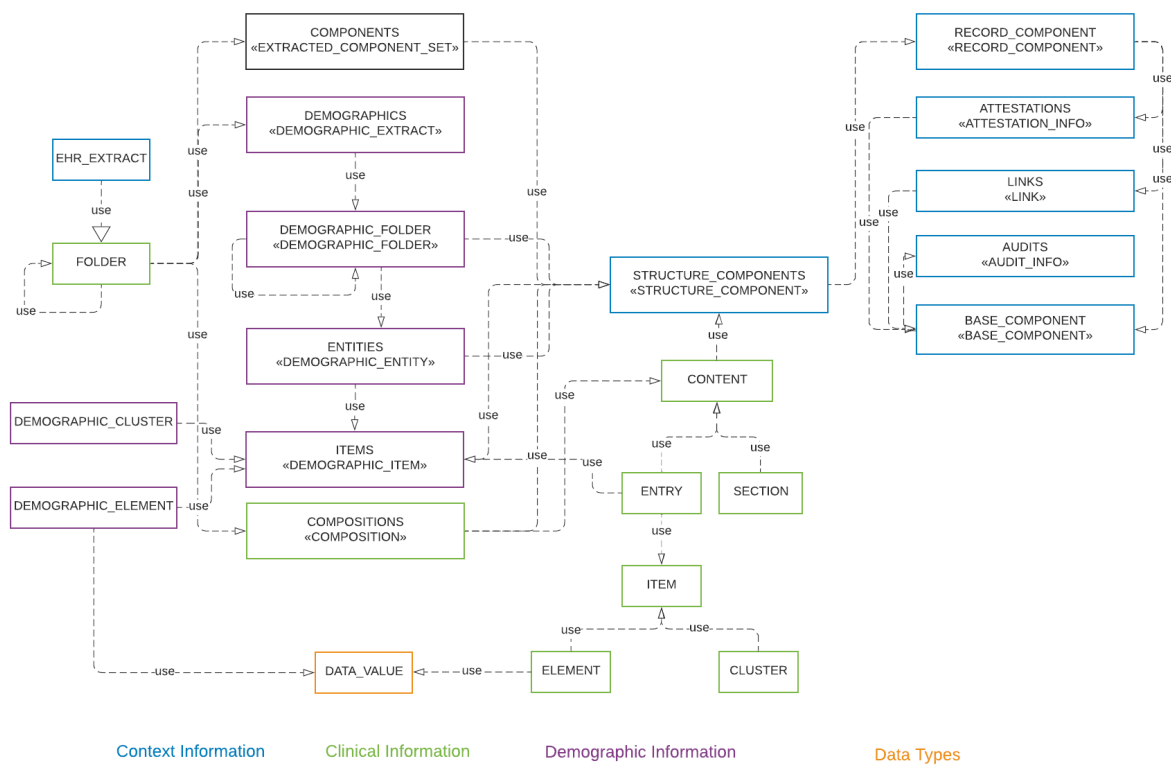 COMPONENTS
«EXTRACTED_COMPONENT_SET»
RECORD_COMPONENT
«RECORD_COMPONENT»
use
DEMOGRAPHICS
«DEMOGRAPHIC_EXTRACT»
ATTESTATIONS
«ATTESTATION_INFO»
use
use
use
EHR_EXTRACT
use
use
use
use
use
LINKS
«LINK»
use
use
DEMOGRAPHIC_FOLDER
«DEMOGRAPHIC_FOLDER»
use
FOLDER
AUDITS
«AUDIT_INFO»
use
STRUCTURE_COMPONENTS
«STRUCTURE_COMPONENT»
use
use
use
use
BASE_COMPONENT
«BASE_COMPONENT»
use
use
ENTITIES
«DEMOGRAPHIC_ENTITY»
use
CONTENT
use
DEMOGRAPHIC_CLUSTER
use
use
use
use
ITEMS
«DEMOGRAPHIC_ITEM»
use
use
ENTRY
SECTION
DEMOGRAPHIC_ELEMENT
use
COMPOSITIONS
«COMPOSITION»
use
ITEM
use
use
use
DATA_VALUE
use
ELEMENT
CLUSTER
Context Information
Clinical Information
Demographic Information
Data Types